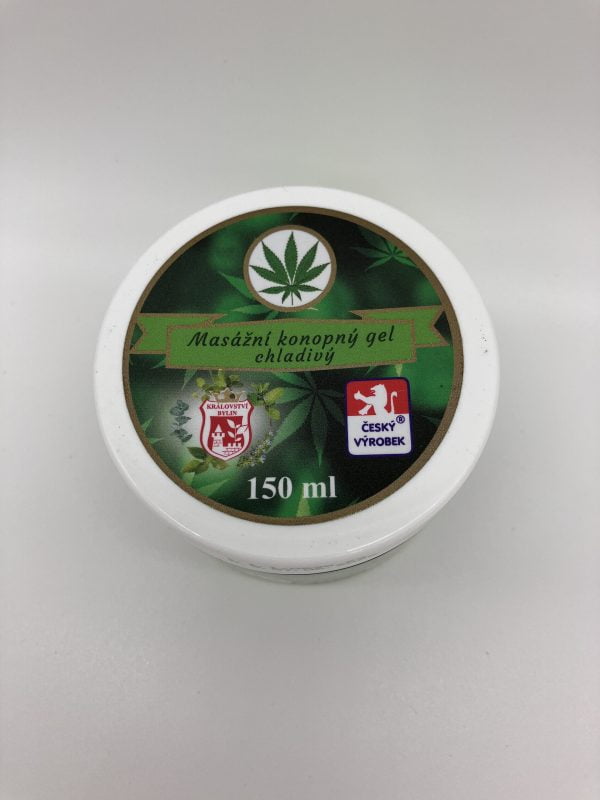 Masážní konopný gel
chladivý
KRÁLOVSTVÍ
BYLIN
ČESKÝ®
VÝROBEK
150 ml